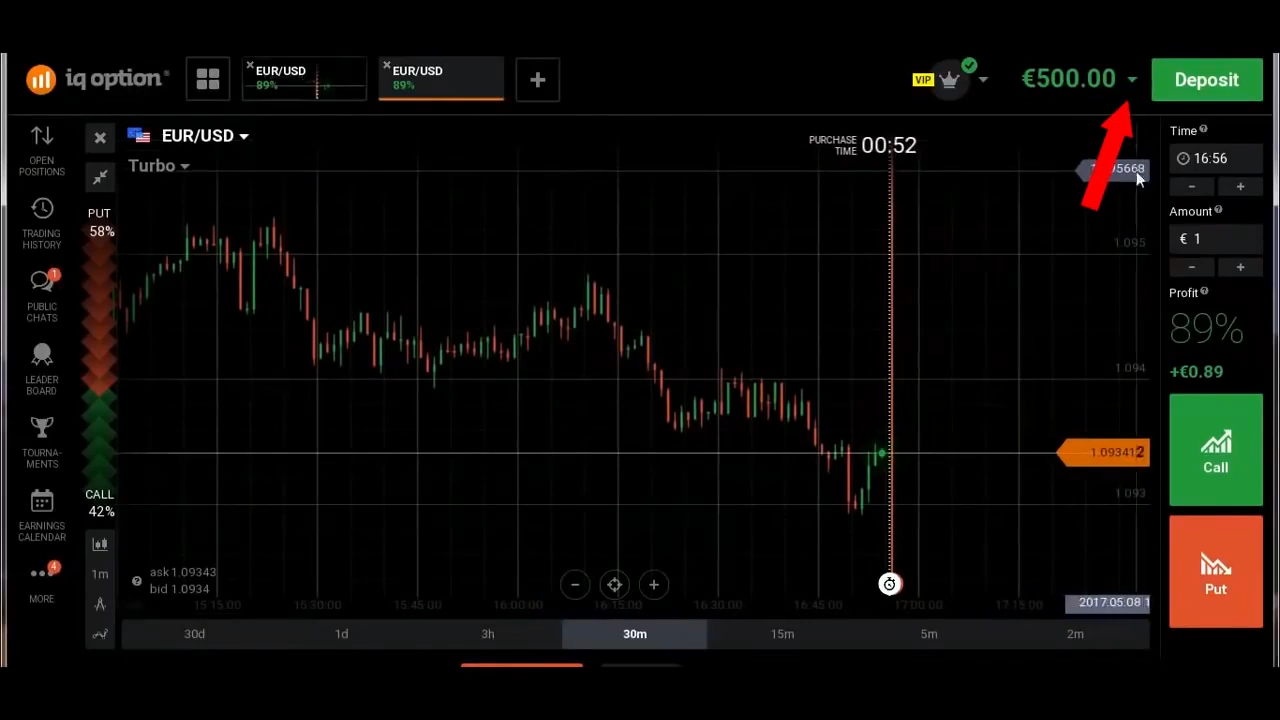 iq option®
EUR/USD
89%
EUR/USD
89%
VIP
€500.00
Deposit
OPEN
POSITIONS
TRADING
HISTORY
1
PUBLIC
CHATS
LEADER
BOARD
TOURNA-
MENTS
EARNINGS
CALENDAR
4
MORE
PUT
58%
CALL
42%
1m
EUR/USD
Turbo
PURCHASE
TIME
00:52
5668
1.095
1.094
1.093412
1.093
ask 1.09343
bid 1.0934
15:15:00
15:30:00
15:45:00
16:00:00
16:15:00
16:30:00
16:45:00
17:00:00
17:15:00
2017.05.08 1
30d
1d
3h
30m
15m
5m
2m
Time
16:56
Amount
€ 1
Profit
89%
+€0.89
Call
Put